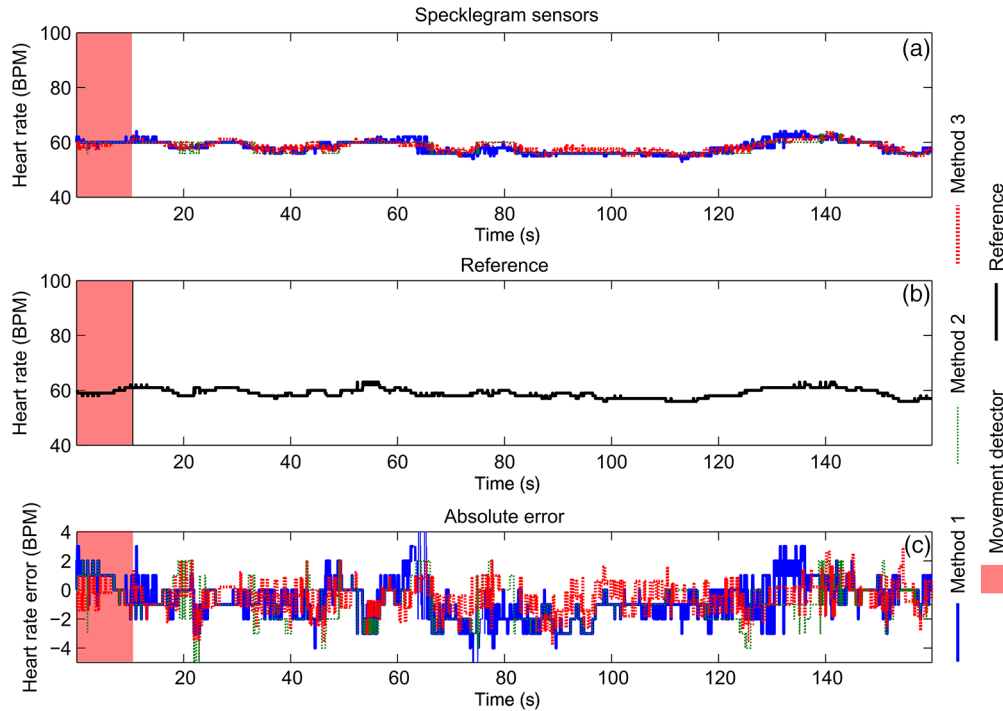 Specklegram sensors
(a)
Heart rate (BPM)
100
80
60
40
20 40 60 80 100 120 140
Time (s)
Reference
(b)
Heart rate (BPM)
100
80
60
40
20 40 60 80 100 120 140
Time (s)
Absolute error
(c)
Heart rate error (BPM)
4
2
0
−2
−4
20 40 60 80 100 120 140
Time (s)
Method 1
Method 2
Method 3
Movement detector
Reference